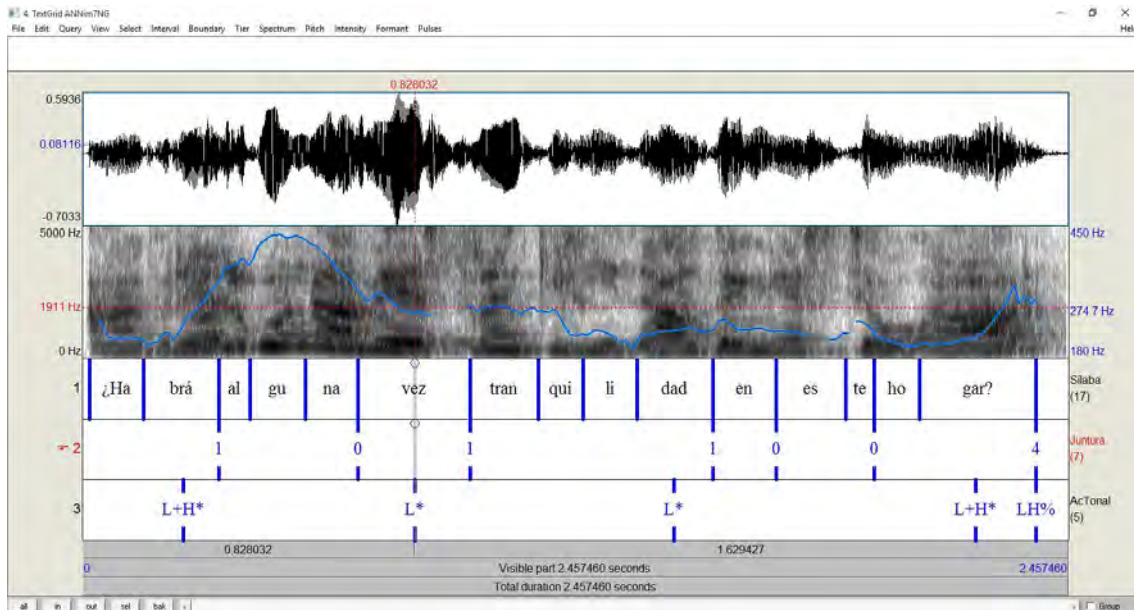 4. TextGrid ANNim7NG
File Edit Query View Select Interval Boundary Tier Spectrum Pitch Intensity Formant Pulses Hel
0.828032
0.5936
0.08116
-0.7033
5000 Hz 450 Hz
1911 Hz 274.7 Hz
0 Hz 180 Hz
1 ¿Ha brá al gu na vez tran qui li dad en es te ho gar? Sílaba
(17)
2 1 0 1 1 0 0 4 Juntura
(7)
3 L+H* L* L* L+H* LH% AcTonal
(5)
0.828032 1.629427
0 Visible part 2.457460 seconds 2.457460
Total duration 2.457460 seconds
all in out sel bak Group